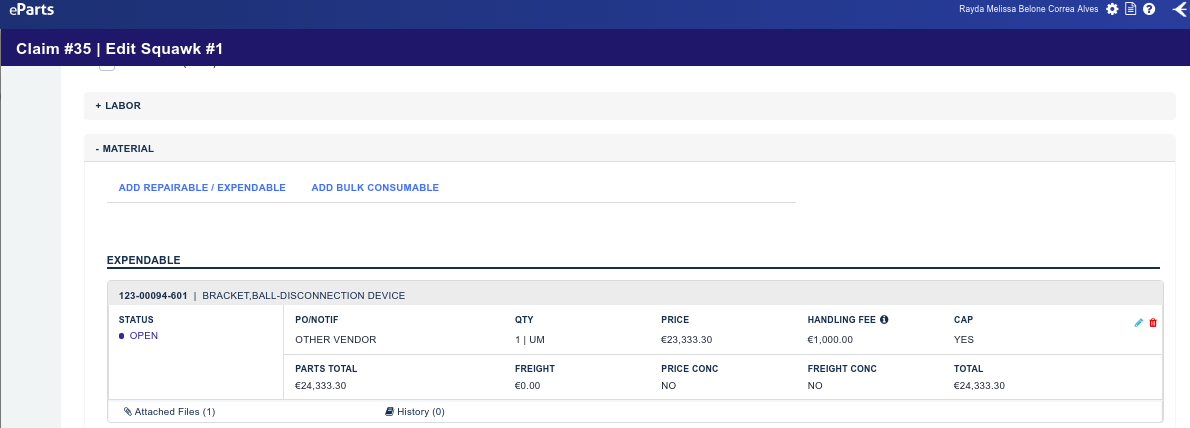 eParts
Rayda Melissa Belone Correa Alves
Claim #35 | Edit Squawk #1
+ LABOR
- MATERIAL
ADD REPAIRABLE / EXPENDABLE ADD BULK CONSUMABLE
EXPENDABLE
123-00094-601 | BRACKET,BALL-DISCONNECTION DEVICE
STATUS PO/NOTIF QTY PRICE HANDLING FEE CAP
OPEN OTHER VENDOR 1 | UM €23,333.30 €1,000.00 YES
PARTS TOTAL FREIGHT PRICE CONC FREIGHT CONC TOTAL
€24,333.30 €0.00 NO NO €24,333.30
Attached Files (1) History (0)